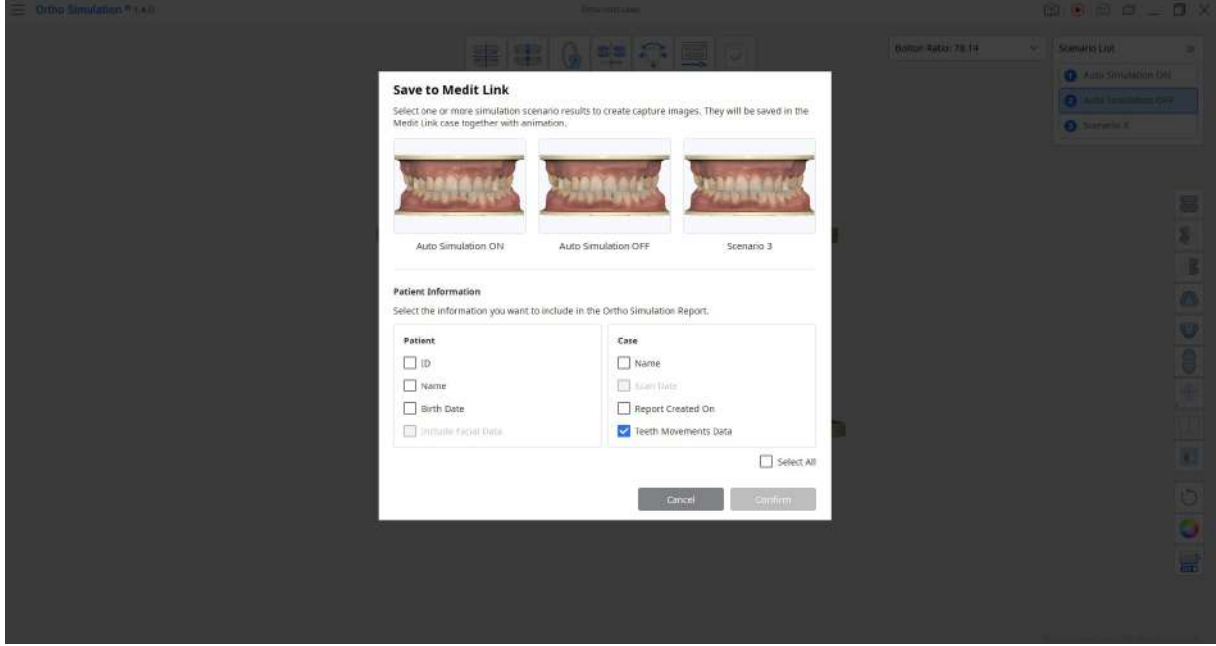 Ortho Simulation
Bolton Ratio: 78.14
Scenario List
1 Auto Simulation ON
2 Auto Simulation OFF
3 Scenario 3
Save to Medit Link
Select one or more simulation scenario results to create capture images. They will be saved in the
Medit Link case together with animation.
Auto Simulation ON
Auto Simulation OFF
Scenario 3
Patient Information
Select the information you want to include in the Ortho Simulation Report.
Patient
ID
Name
Birth Date
Include Facial Data
Case
Name
Scan Date
Report Created On
Teeth Movements Data
Select All
Cancel
Confirm